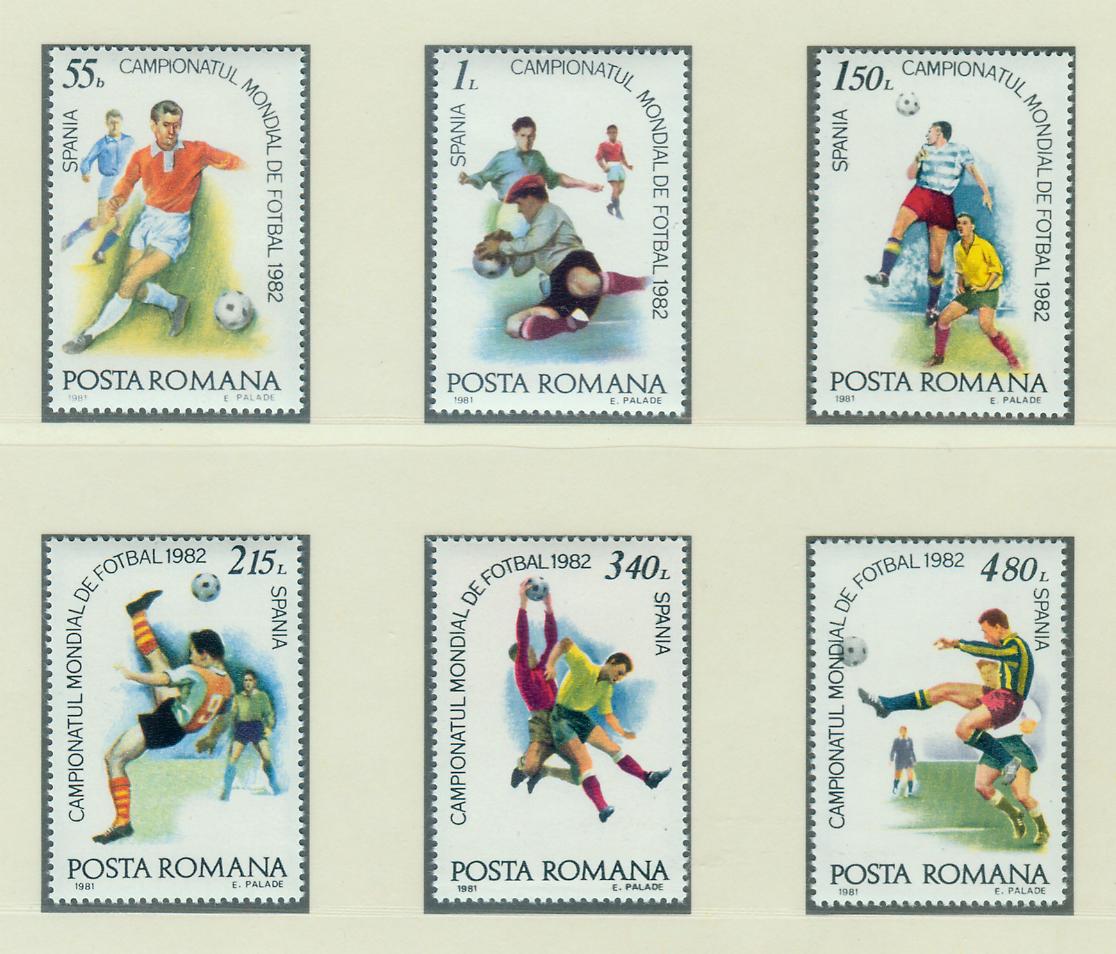 55b
CAMPIONATUL MONDIAL DE FOTBAL 1982
SPANIA
POSTA ROMANA
1981 E. PALADE
1L
CAMPIONATUL MONDIAL DE FOTBAL 1982
SPANIA
POSTA ROMANA
1981 E. PALADE
150L
CAMPIONATUL MONDIAL DE FOTBAL 1982
SPANIA
POSTA ROMANA
1981 E. PALADE
CAMPIONATUL MONDIAL DE FOTBAL 1982
215L
SPANIA
9
POSTA ROMANA
1981 E. PALADE
CAMPIONATUL MONDIAL DE FOTBAL 1982
340L
SPANIA
POSTA ROMANA
1981 E. PALADE
CAMPIONATUL MONDIAL DE FOTBAL 1982
480L
SPANIA
POSTA ROMANA
1981 E. PALADE